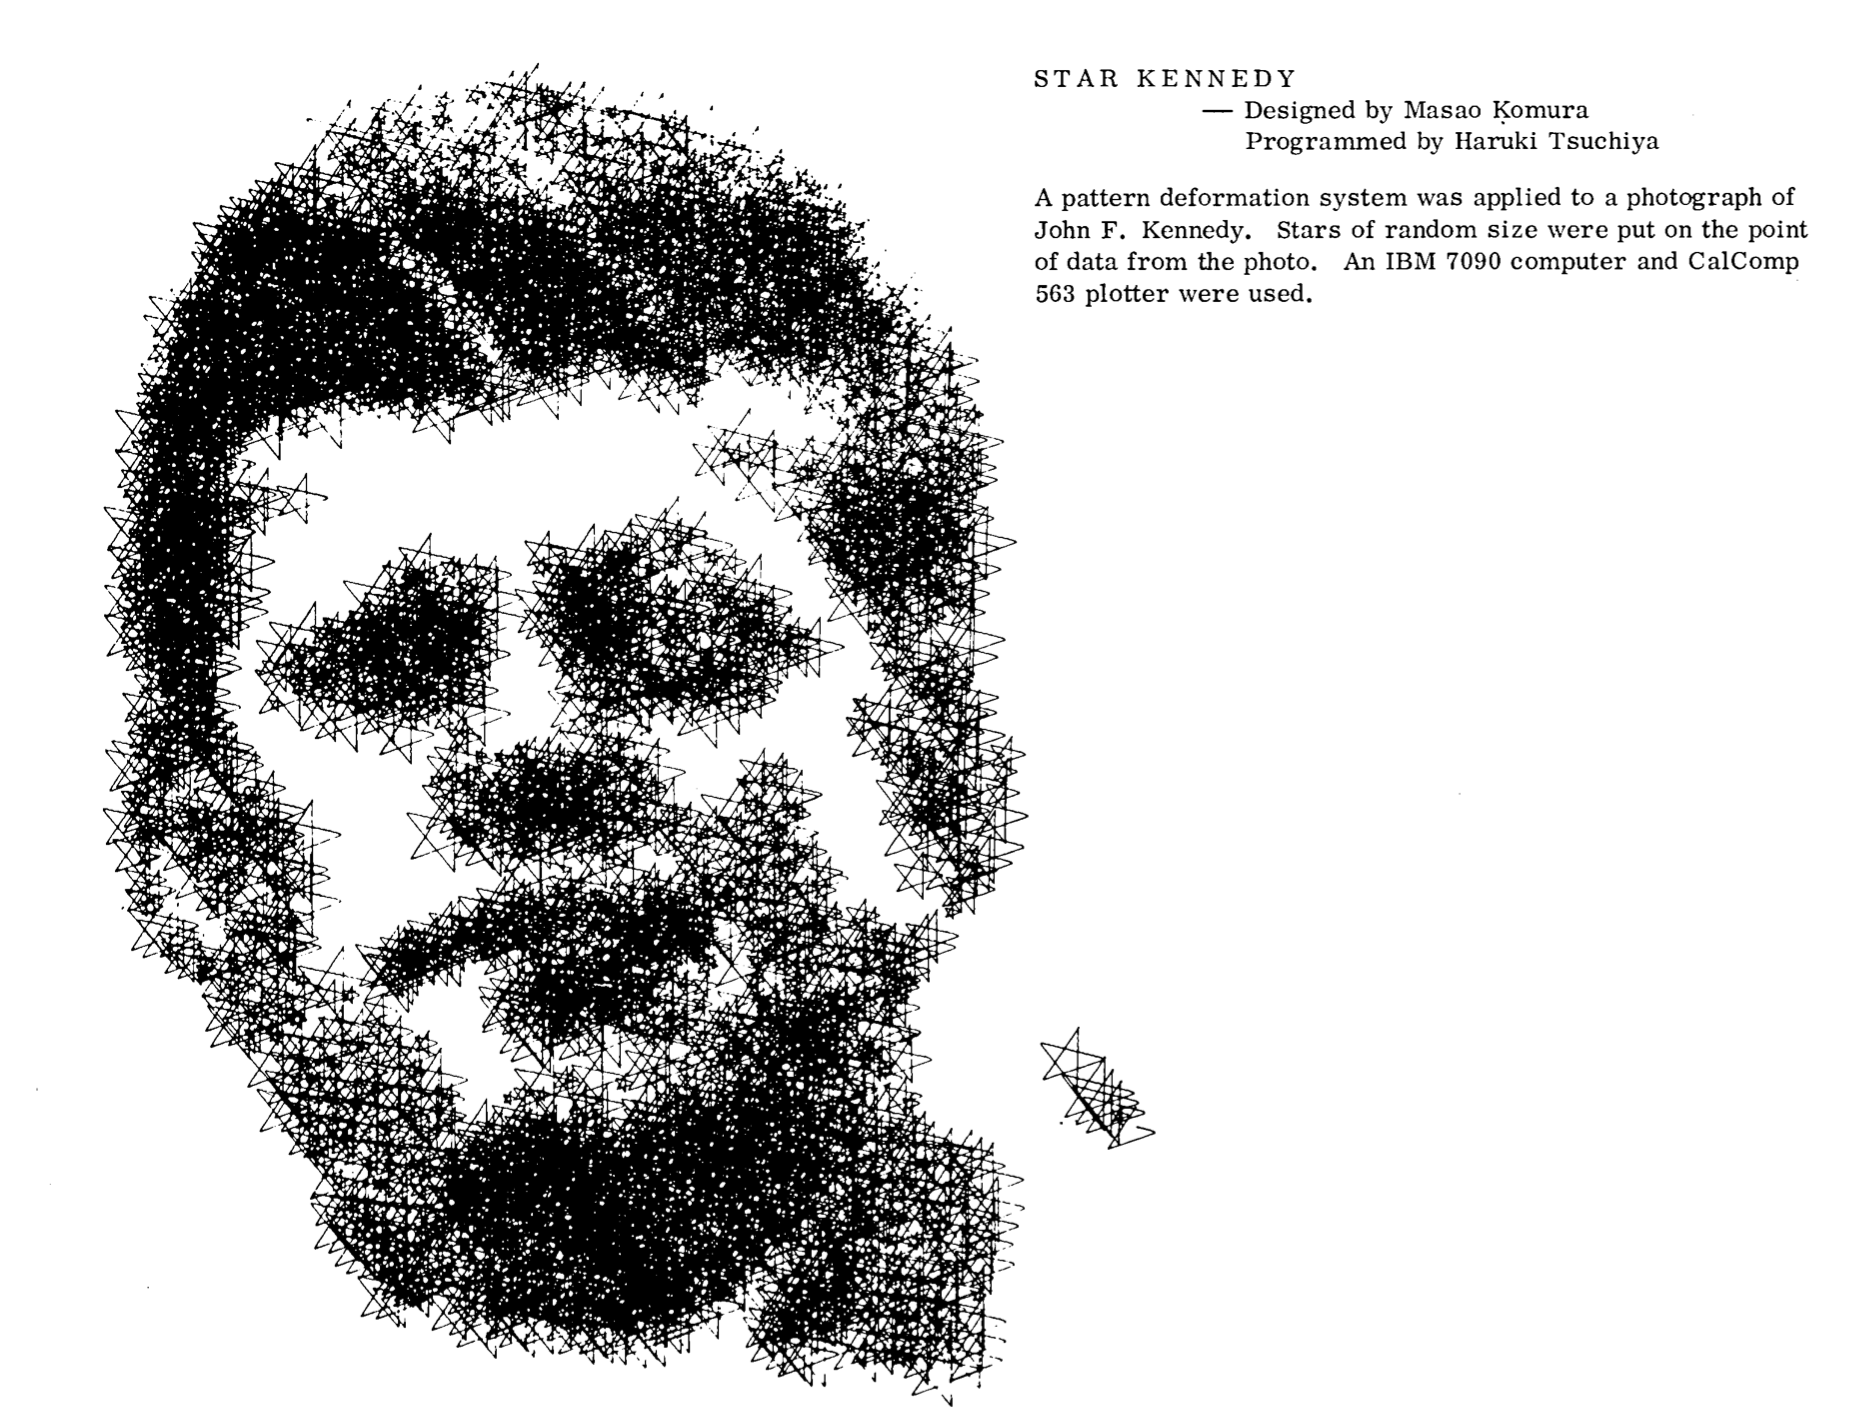 STAR KENNEDY
— Designed by Masao Komura
Programmed by Haruki Tsuchiya
A pattern deformation system was applied to a photograph of
John F. Kennedy. Stars of random size were put on the point
of data from the photo. An IBM 7090 computer and CalComp
563 plotter were used.